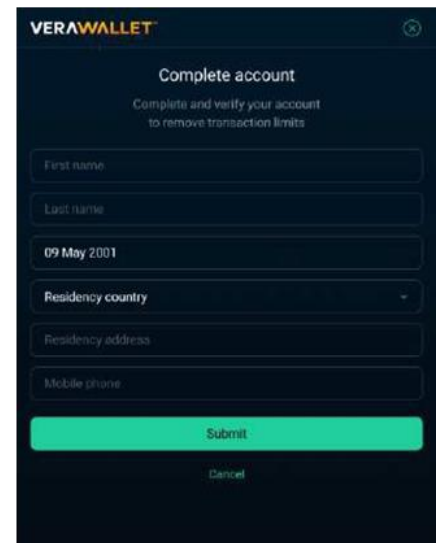 VERAWALLET
Complete account
Complete and verify your account
to remove transaction limits
First name
Last name
09 May 2001
Residency country
Residency address
Mobile phone
Submit
Cancel